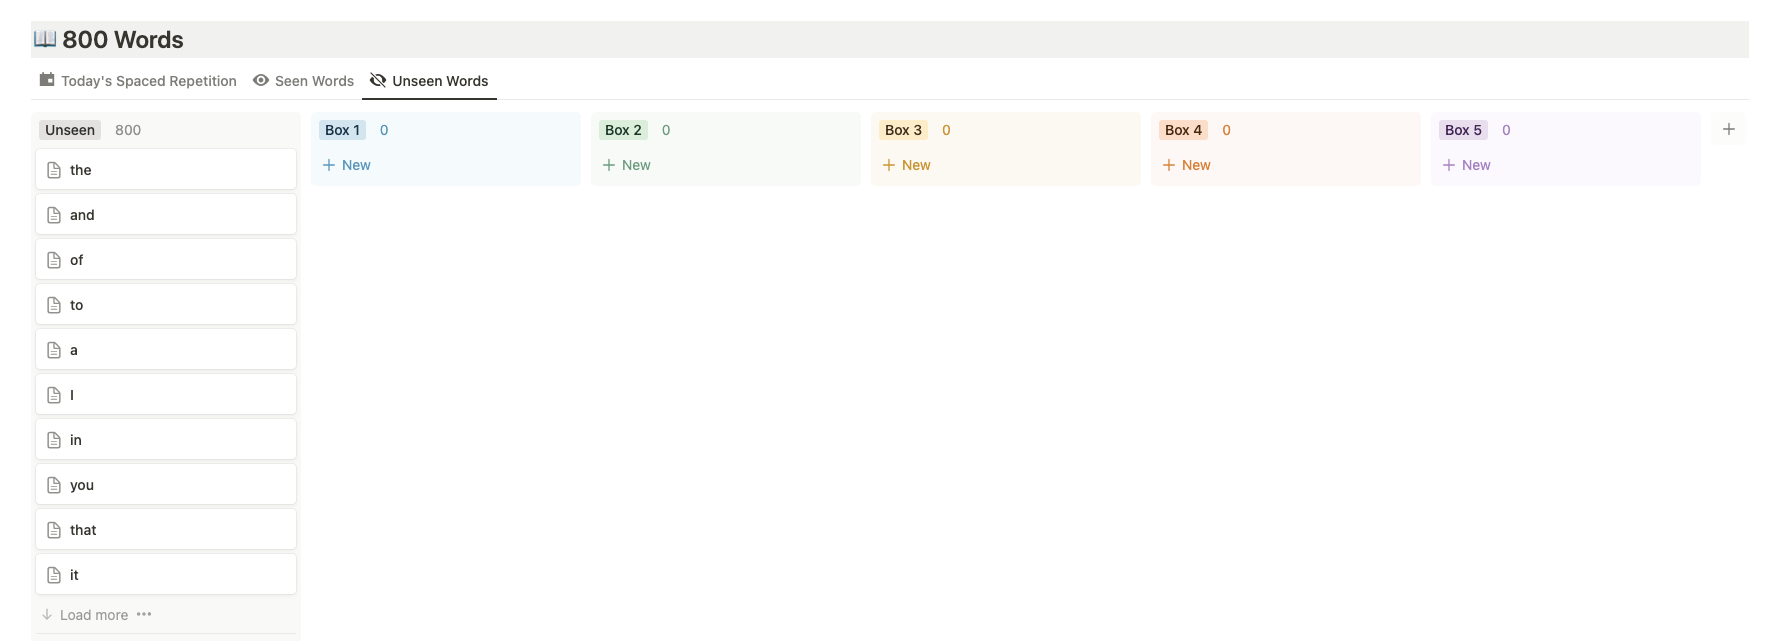 📖 800 Words
Today's Spaced Repetition Seen Words Unseen Words
Unseen 800
the
and
of
to
a
I
in
you
that
it
Load more •••
Box 1 0
+ New
Box 2 0
+ New
Box 3 0
+ New
Box 4 0
+ New
Box 5 0
+ New
+